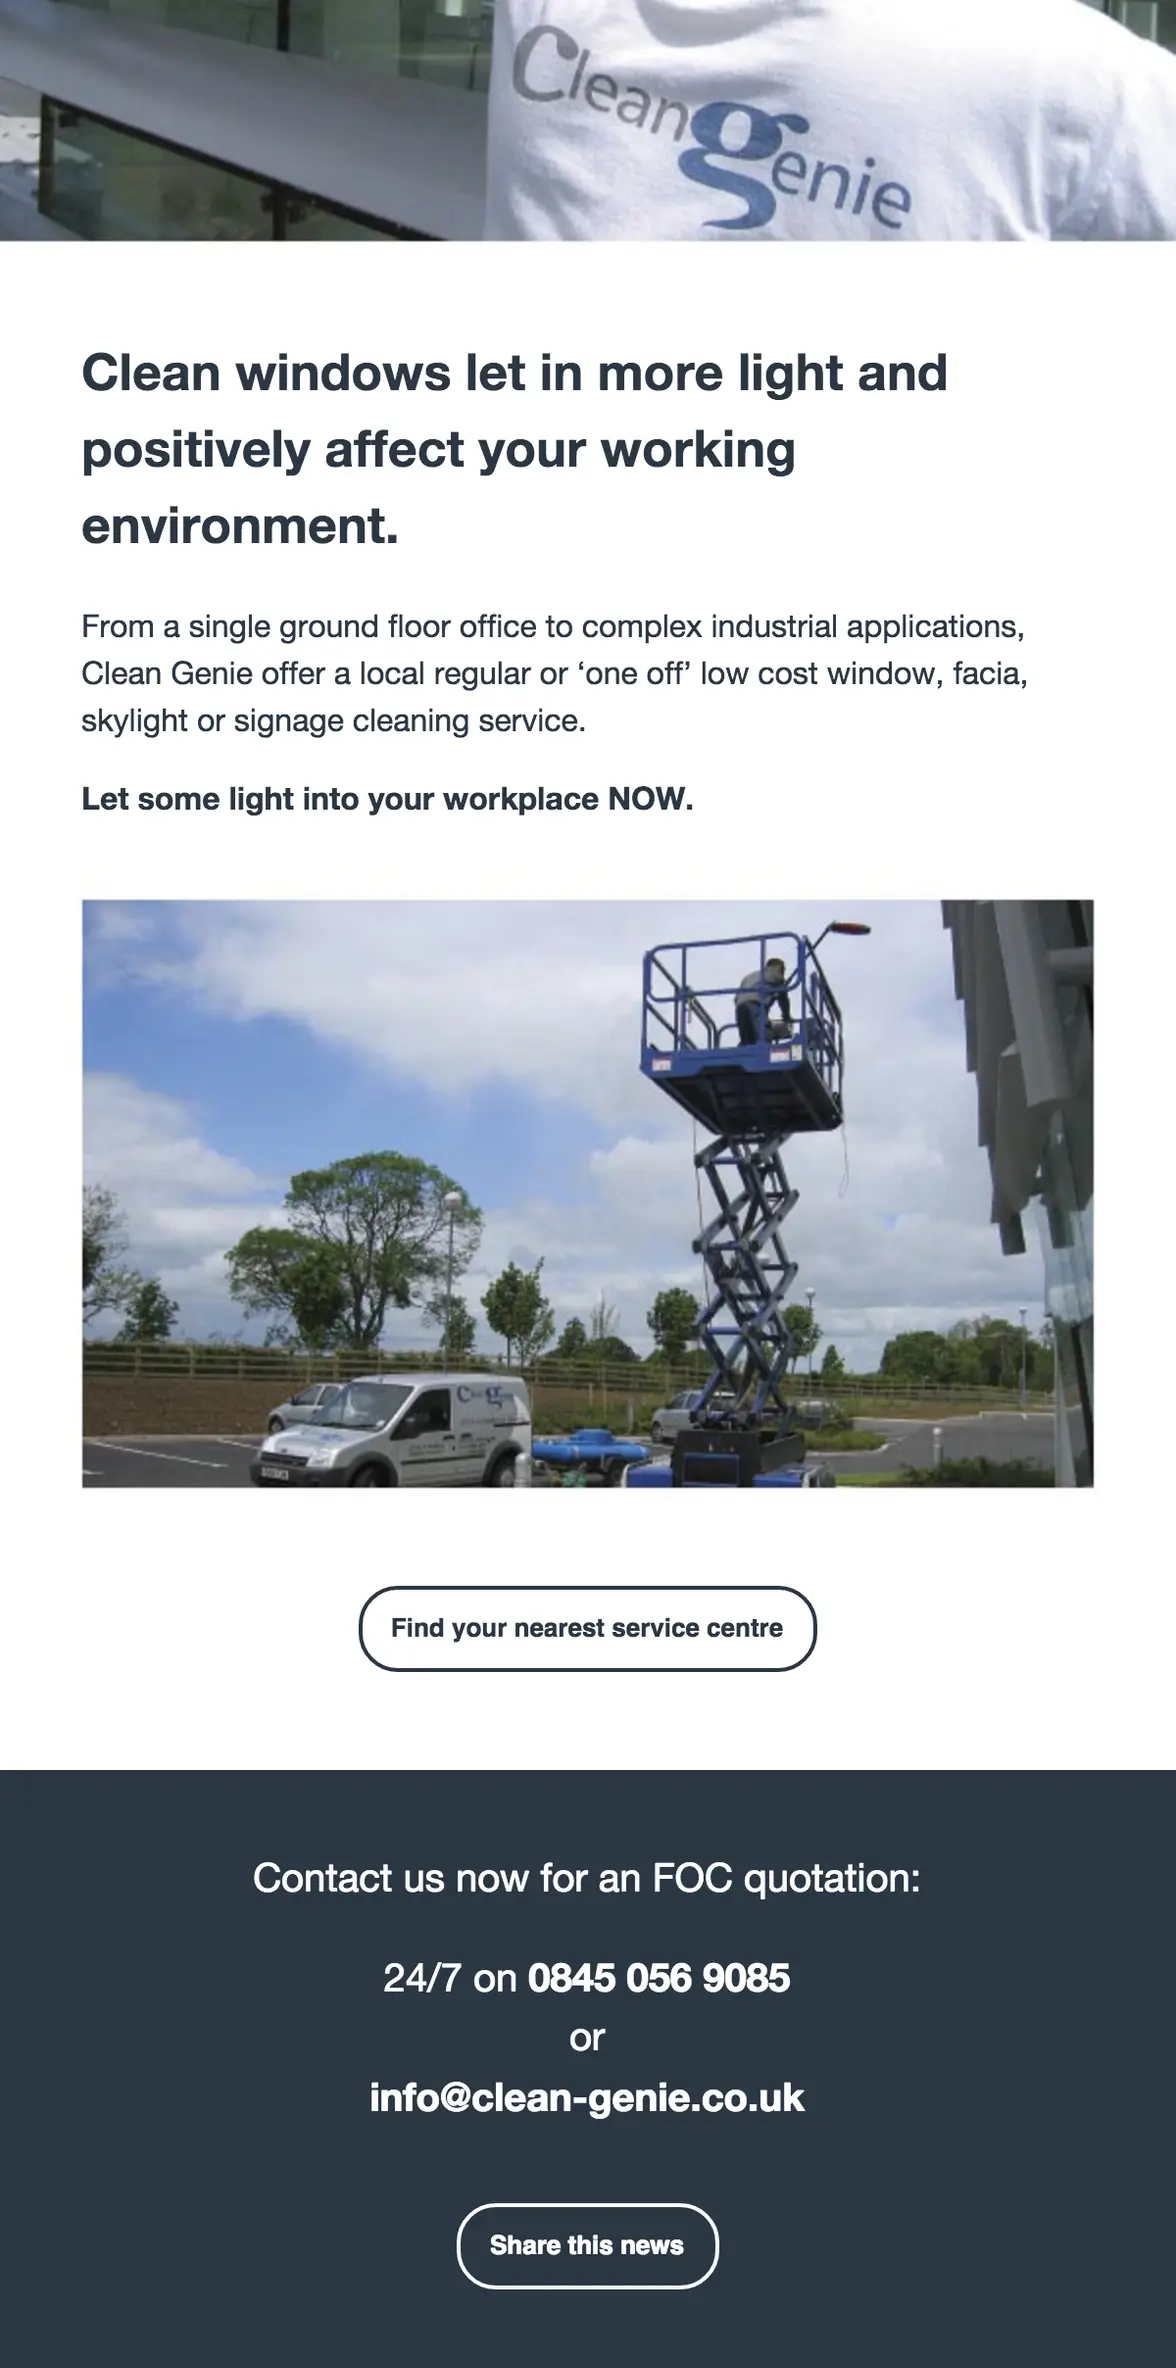 Cleangenie
Clean windows let in more light and
positively affect your working
environment.
From a single ground floor office to complex industrial applications,
Clean Genie offer a local regular or ‘one off’ low cost window, facia,
skylight or signage cleaning service.
Let some light into your workplace NOW.
Find your nearest service centre
Contact us now for an FOC quotation:
24/7 on 0845 056 9085
or
info@clean-genie.co.uk
Share this news